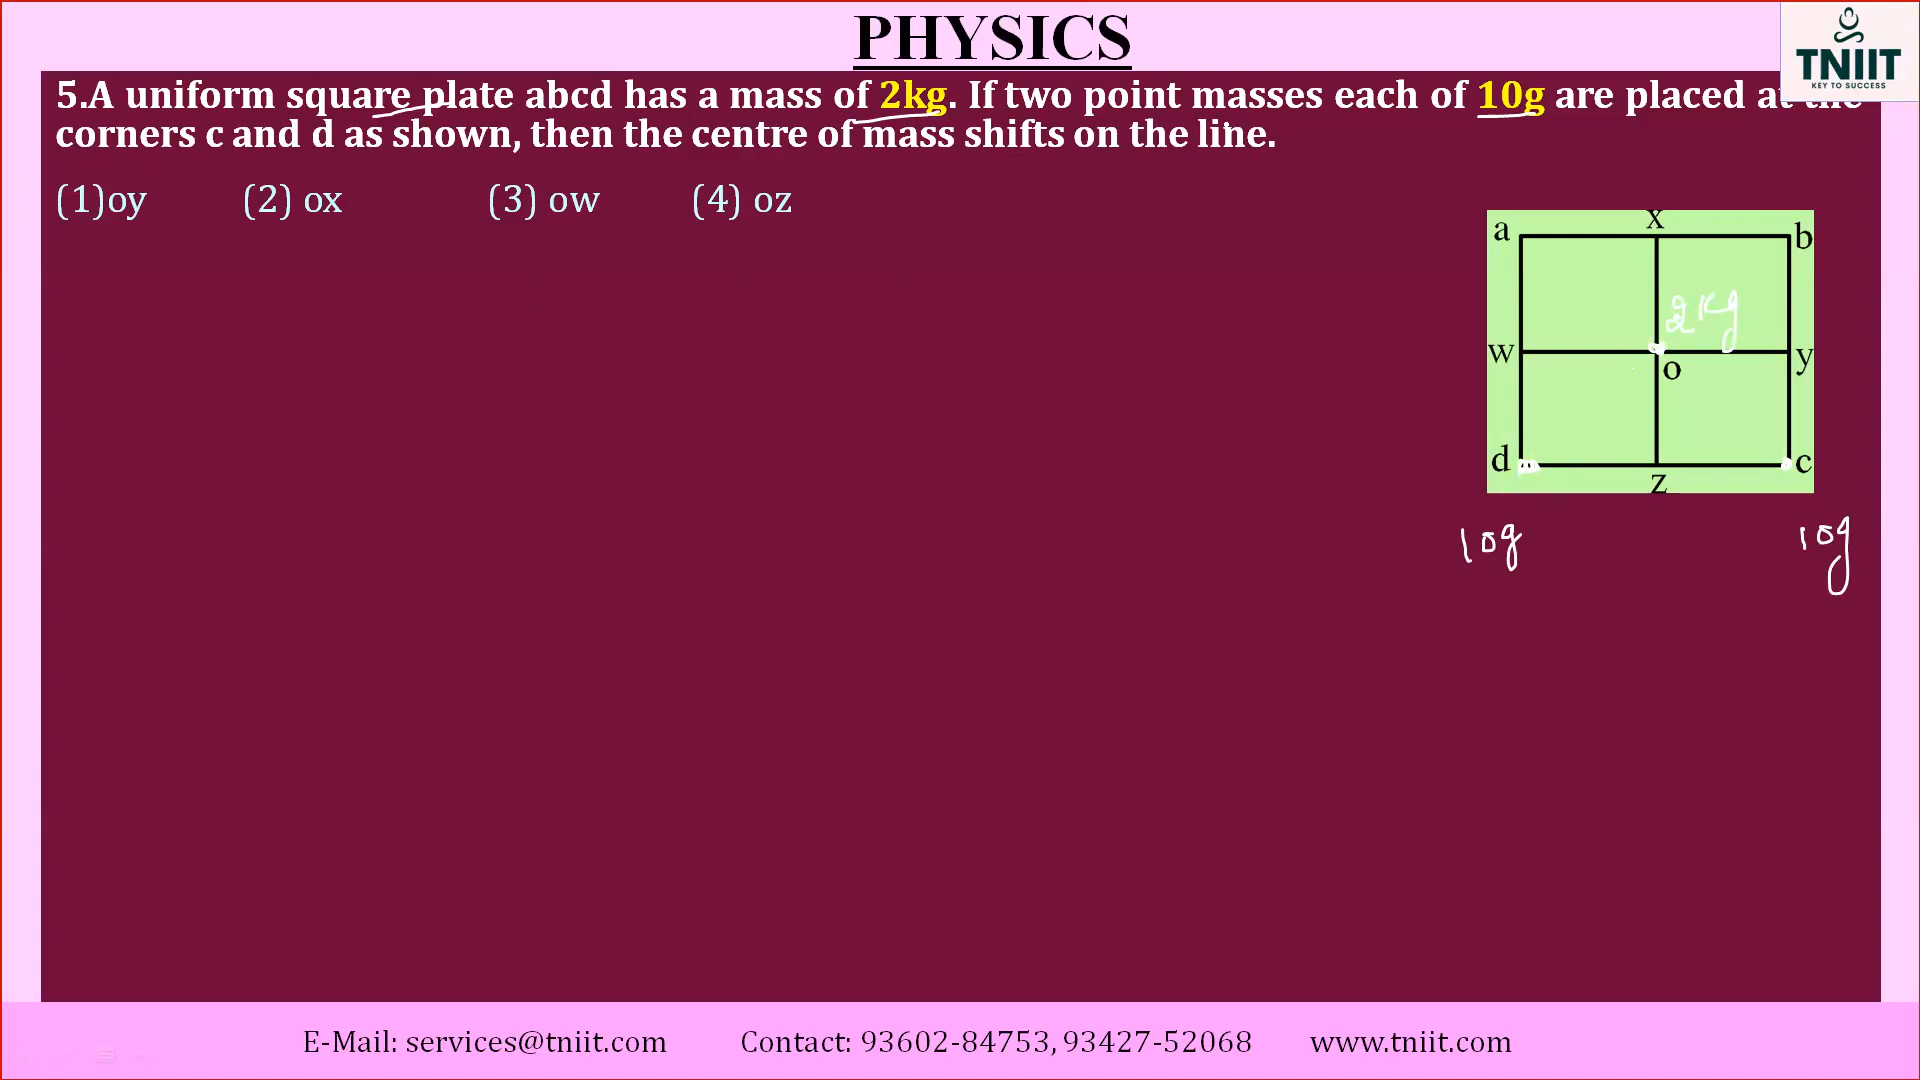 PHYSICS
TNIIT
KEY TO SUCCESS
5.A uniform square plate abcd has a mass of 2kg. If two point masses each of 10g are placed at the
corners c and d as shown, then the centre of mass shifts on the line.
(1)oy (2) ox (3) ow (4) oz
x
a b
2kg
w o y
d c
z
10g 10g
E-Mail: services@tniit.com Contact: 93602-84753, 93427-52068 www.tniit.com